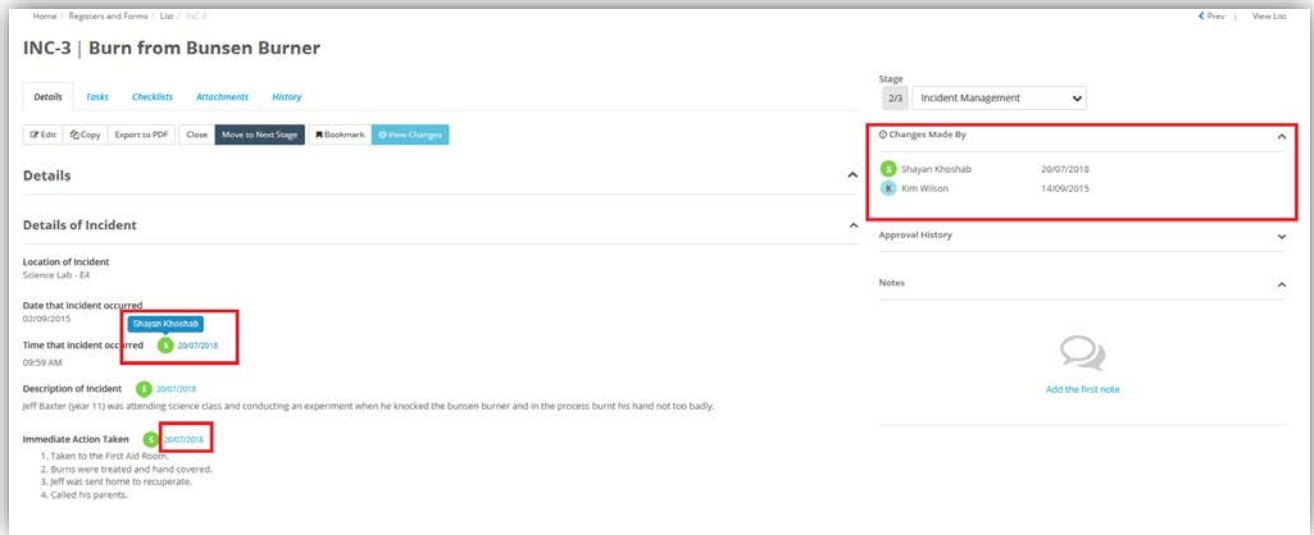 Home / Registers and Forms / List / INC-3
Prev | View List
INC-3 | Burn from Bunsen Burner
Details Tasks Checklists Attachments History
Stage
2/3 Incident Management
Edit Copy Export to PDF Close Move to Next Stage Bookmark View Changes
Changes Made By
S Shayan Khoshab 20/07/2018
K Kim Wilson 14/09/2015
Details
Details of Incident
Approval History
Location of Incident
Science Lab - E4
Notes
Date that incident occurred
02/09/2015
Shayan Khoshab
Time that incident occurred S 20/07/2018
09:59 AM
Add the first note
Description of Incident S 20/07/2018
Jeff Baxter (year 11) was attending science class and conducting an experiment when he knocked the bunsen burner and in the process burnt his hand not too badly.
Immediate Action Taken S 20/07/2018
1. Taken to the First Aid Room.
2. Burns were treated and hand covered.
3. Jeff was sent home to recuperate.
4. Called his parents.